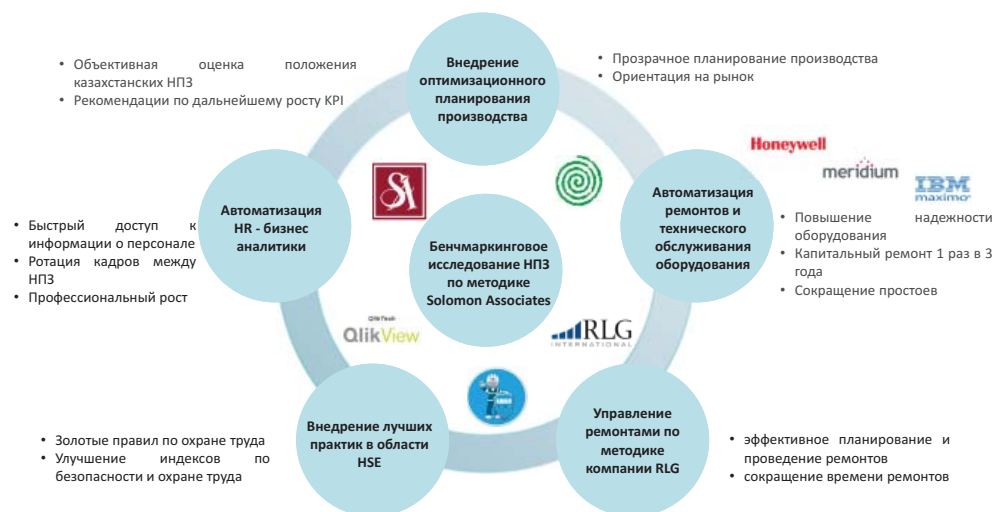 • Объективная оценка положения
казахстанских НПЗ
• Рекомендации по дальнейшему росту KPI
Внедрение
оптимизационного
планирования
производства
• Прозрачное планирование производства
• Ориентация на рынок
Honeywell
meridium
IBM
maximo
SA
Автоматизация
HR - бизнес
аналитики
• Быстрый доступ к
информации о персонале
• Ротация кадров между
НПЗ
• Профессиональный рост
Бенчмаркинговое
исследование НПЗ
по методике
Solomon Associates
Автоматизация
ремонтов и
технического
обслуживания
оборудования
• Повышение надежности
оборудования
• Капитальный ремонт 1 раз в 3
года
• Сокращение простоев
QlikTech
QlikView
RLG
INTERNATIONAL
Внедрение лучших
практик в области
HSE
Управление
ремонтами по
методике
компании RLG
• Золотые правил по охране труда
• Улучшение индексов по
безопасности и охране труда
• эффективное планирование и
проведение ремонтов
• сокращение времени ремонтов